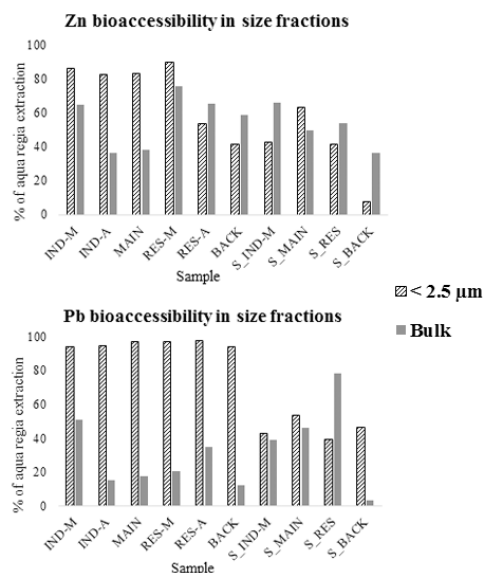 Zn bioaccessibility in size fractions
% of aqua regia extraction
100
80
60
40
20
0
IND-M
IND-A
MAIN
RES-M
RES-A
BACK
S_IND-M
S_MAIN
S_RES
S_BACK
Sample
< 2.5 μm
Bulk
Pb bioaccessibility in size fractions
% of aqua regia extraction
100
80
60
40
20
0
IND-M
IND-A
MAIN
RES-M
RES-A
BACK
S_IND-M
S_MAIN
S_RES
S_BACK
Sample